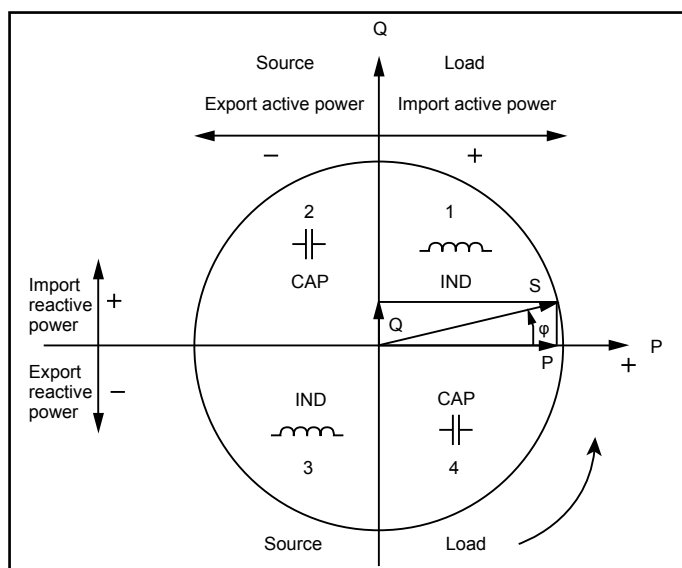 Q
Source Load
Export active power Import active power
− +
2 1
CAP IND
S
Import
reactive
power
+
Q
φ
P
P
+
Export
reactive
power
−
IND CAP
3 4
Source Load